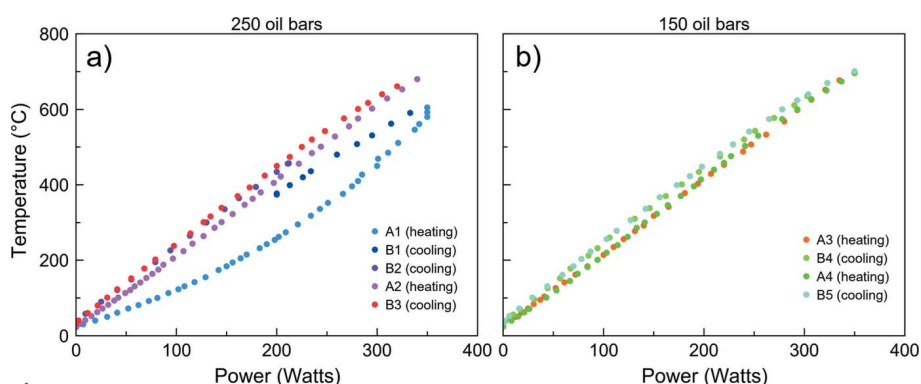 250 oil bars
150 oil bars
a)
b)
Temperature (°C)
800
600
400
200
0
A1 (heating)
B1 (cooling)
B2 (cooling)
A2 (heating)
B3 (cooling)
A3 (heating)
B4 (cooling)
A4 (heating)
B5 (cooling)
0 100 200 300 400
0 100 200 300 400
Power (Watts)
Power (Watts)